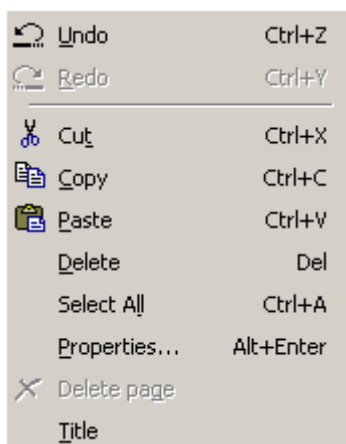 Undo Ctrl+Z
Redo Ctrl+Y
Cut Ctrl+X
Copy Ctrl+C
Paste Ctrl+V
Delete Del
Select All Ctrl+A
Properties... Alt+Enter
Delete page
Title